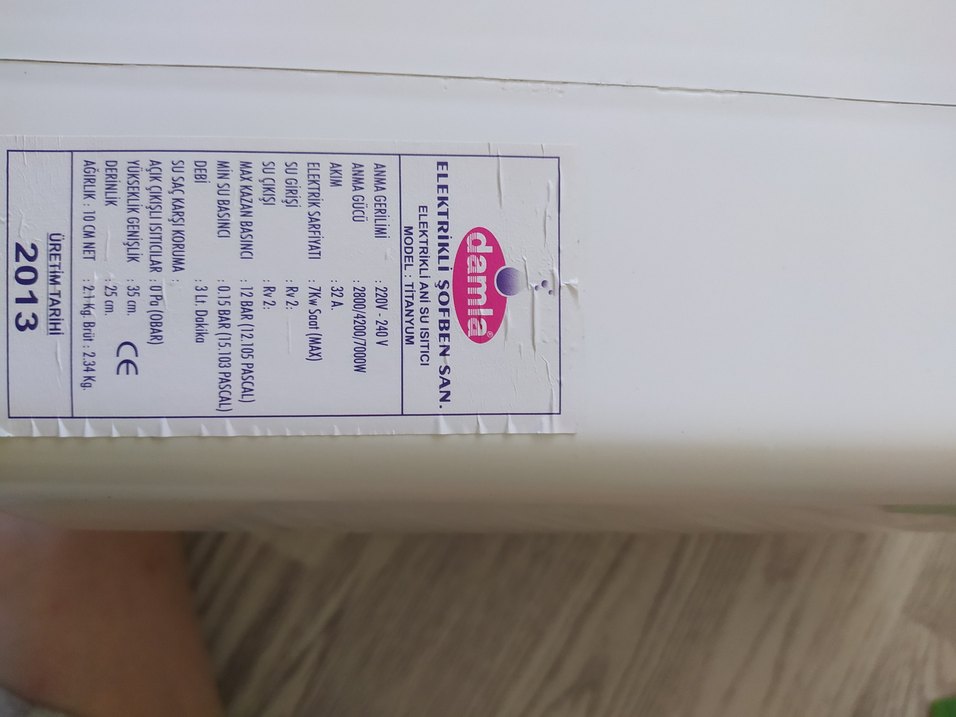 damla®
ELEKTRİKLİ ŞOFBEN SAN.
ELEKTRİKLİ ANİ SU ISITICI
MODEL : TİTANYUM
ANMA GERİLİMİ : 220V - 240V
ANMA GÜCÜ : 2800/4200/7000W
AKIM : 32 A.
ELEKTRİK SARFİYATI : 7Kw Saat (MAX)
SU GİRİŞİ : Rv 2:
SU ÇIKIŞI : Rv 2:
MAX KAZAN BASINCI : 12 BAR (12.105 PASCAL)
MİN SU BASINCI : 0.15 BAR (15.103 PASCAL)
DEBİ : 3 Lt. Dakika
SU SAÇ KARŞI KORUMA :
AÇIK ÇIKIŞLI ISITICILAR : 0 Pa (OBAR)
YÜKSEKLİK GENİŞLİK : 35 cm.
DERİNLİK : 25 cm.
CE
AĞIRLIK : 10 CM NET : 2.1 Kg. Brüt : 2.34 Kg.
ÜRETİM TARİHİ
2013